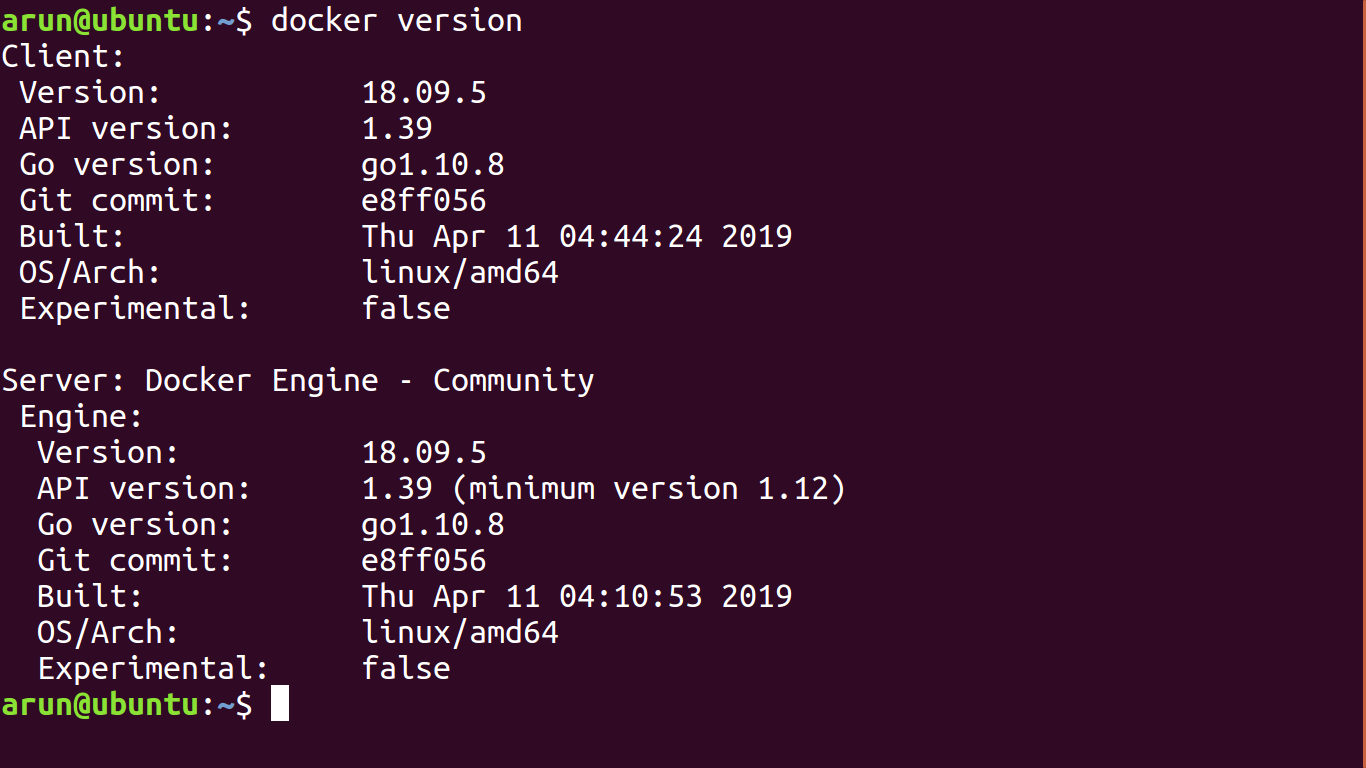 arun@ubuntu:~$ docker version
Client:
 Version:           18.09.5
 API version:       1.39
 Go version:        go1.10.8
 Git commit:        e8ff056
 Built:             Thu Apr 11 04:44:24 2019
 OS/Arch:           linux/amd64
 Experimental:      false

Server: Docker Engine - Community
 Engine:
  Version:          18.09.5
  API version:      1.39 (minimum version 1.12)
  Go version:       go1.10.8
  Git commit:       e8ff056
  Built:            Thu Apr 11 04:10:53 2019
  OS/Arch:          linux/amd64
  Experimental:     false
arun@ubuntu:~$